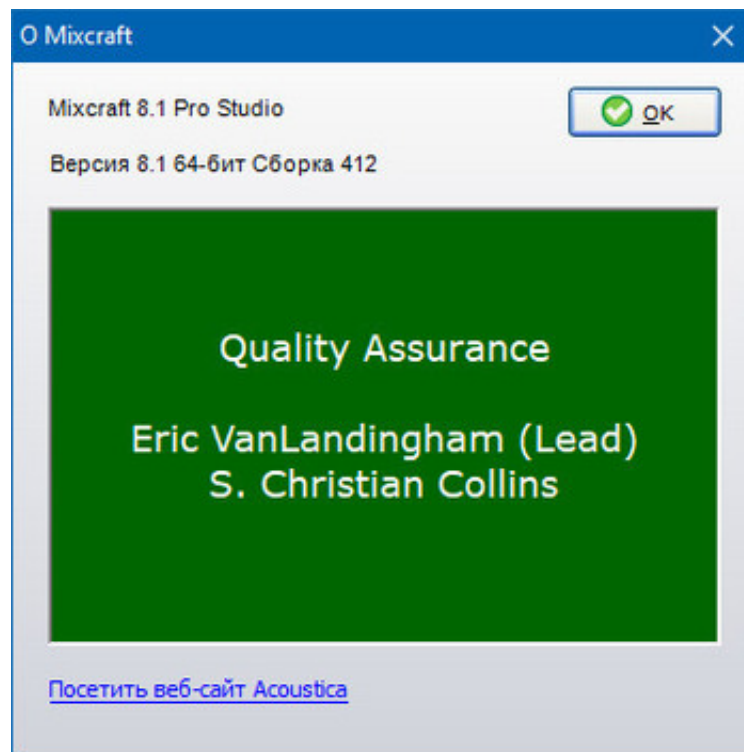 О Mixcraft
Mixcraft 8.1 Pro Studio
OK
Версия 8.1 64-бит Сборка 412
Quality Assurance
Eric VanLandingham (Lead)
S. Christian Collins
Посетить веб-сайт Acoustica